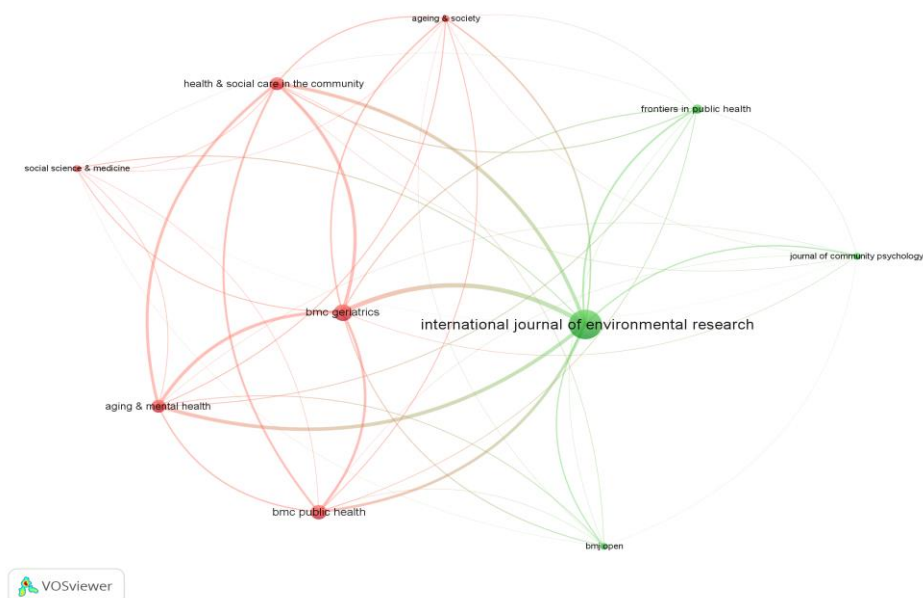 ageing & society
health & social care in the community
frontiers in public health
social science & medicine
journal of community psychology
bmc geriatrics
international journal of environmental research
aging & mental health
bmc public health
bmj open
VOSviewer